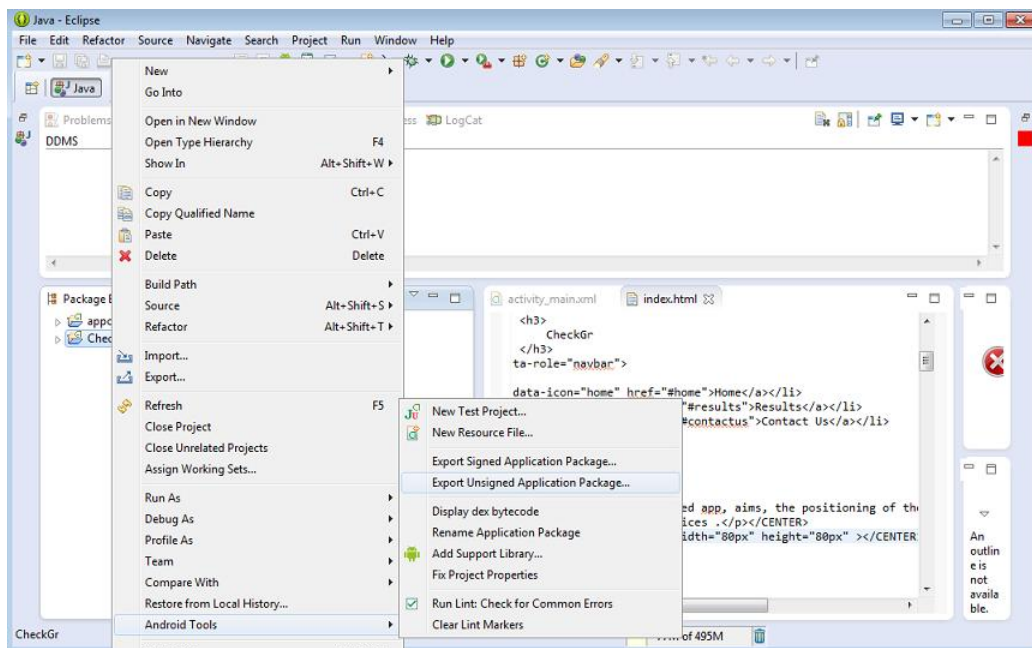 Java - Eclipse
File Edit Refactor Source Navigate Search Project Run Window Help
Java
Problems
LogCat
DDMS
New
Go Into
Open in New Window
Open Type Hierarchy F4
Show In Alt+Shift+W
Copy Ctrl+C
Copy Qualified Name
Paste Ctrl+V
Delete Delete
Build Path
Source Alt+Shift+S
Refactor Alt+Shift+T
Import...
Export...
Refresh F5
Close Project
Close Unrelated Projects
Assign Working Sets...
Run As
Debug As
Profile As
Team
Compare With
Restore from Local History...
Android Tools
Package E
appc
Chec
New Test Project...
New Resource File...
Export Signed Application Package...
Export Unsigned Application Package...
Display dex bytecode
Rename Application Package
Add Support Library...
Fix Project Properties
Run Lint: Check for Common Errors
Clear Lint Markers
activity_main.xml index.html
<h3>
CheckGr
</h3>
ta-role="navbar">
data-icon="home" href="#home">Home</a></li>
"#results">Results</a></li>
#contactus">Contact Us</a></li>
ed app, aims, the positioning of the
ices .</p></CENTER>
idth="80px" height="80px" ></CENTER
An
outlin
e is
not
availa
ble.
CheckGr
of 495M